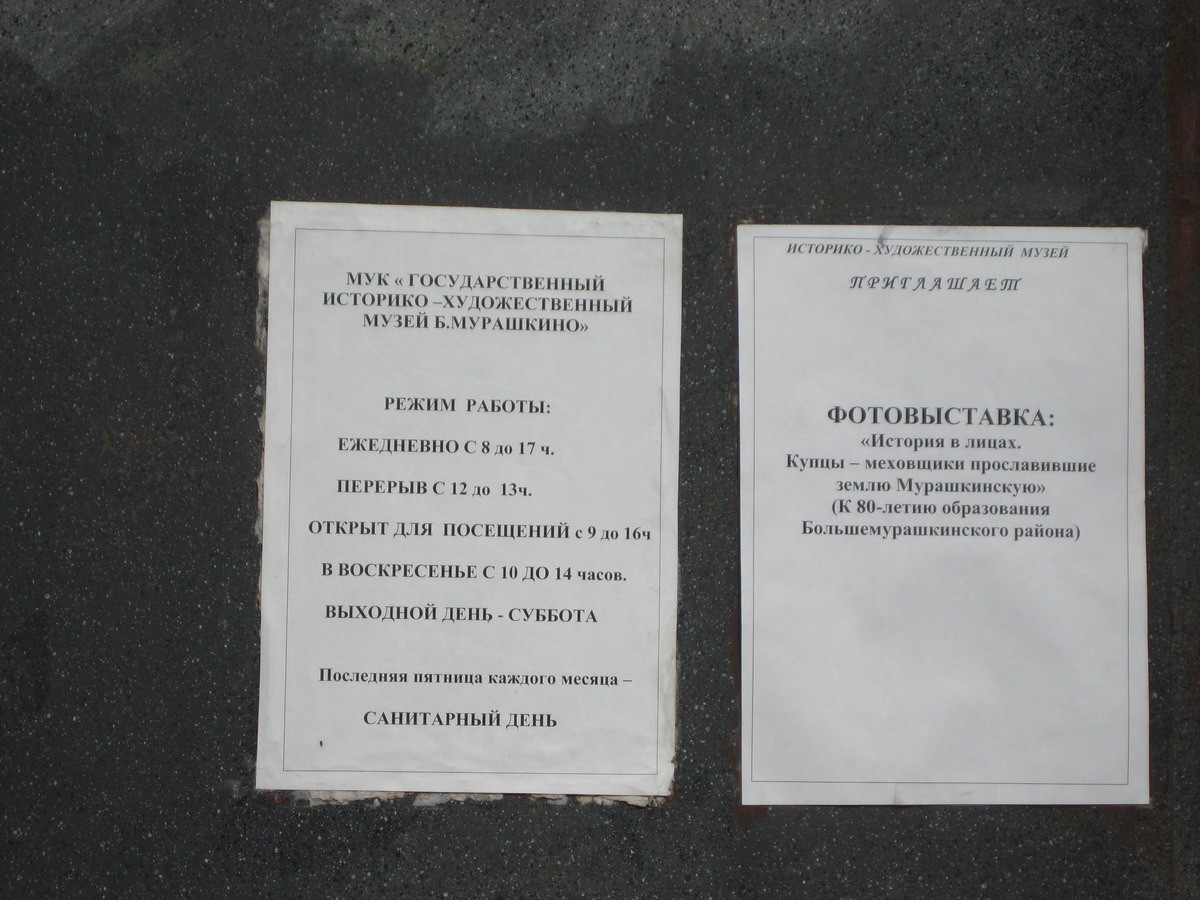 МУК « ГОСУДАРСТВЕННЫЙ
ИСТОРИКО –ХУДОЖЕСТВЕННЫЙ
МУЗЕЙ Б.МУРАШКИНО»
РЕЖИМ РАБОТЫ:
ЕЖЕДНЕВНО С 8 до 17 ч.
ПЕРЕРЫВ С 12 до 13ч.
ОТКРЫТ ДЛЯ ПОСЕЩЕНИЙ с 9 до 16ч
В ВОСКРЕСЕНЬЕ С 10 ДО 14 часов.
ВЫХОДНОЙ ДЕНЬ - СУББОТА
Последняя пятница каждого месяца –
САНИТАРНЫЙ ДЕНЬ
ИСТОРИКО - ХУДОЖЕСТВЕННЫЙ МУЗЕЙ
ПРИГЛАШАЕТ
ФОТОВЫСТАВКА:
«История в лицах.
Купцы – меховщики прославившие
землю Мурашкинскую»
(К 80-летию образования
Большемурашкинского района)